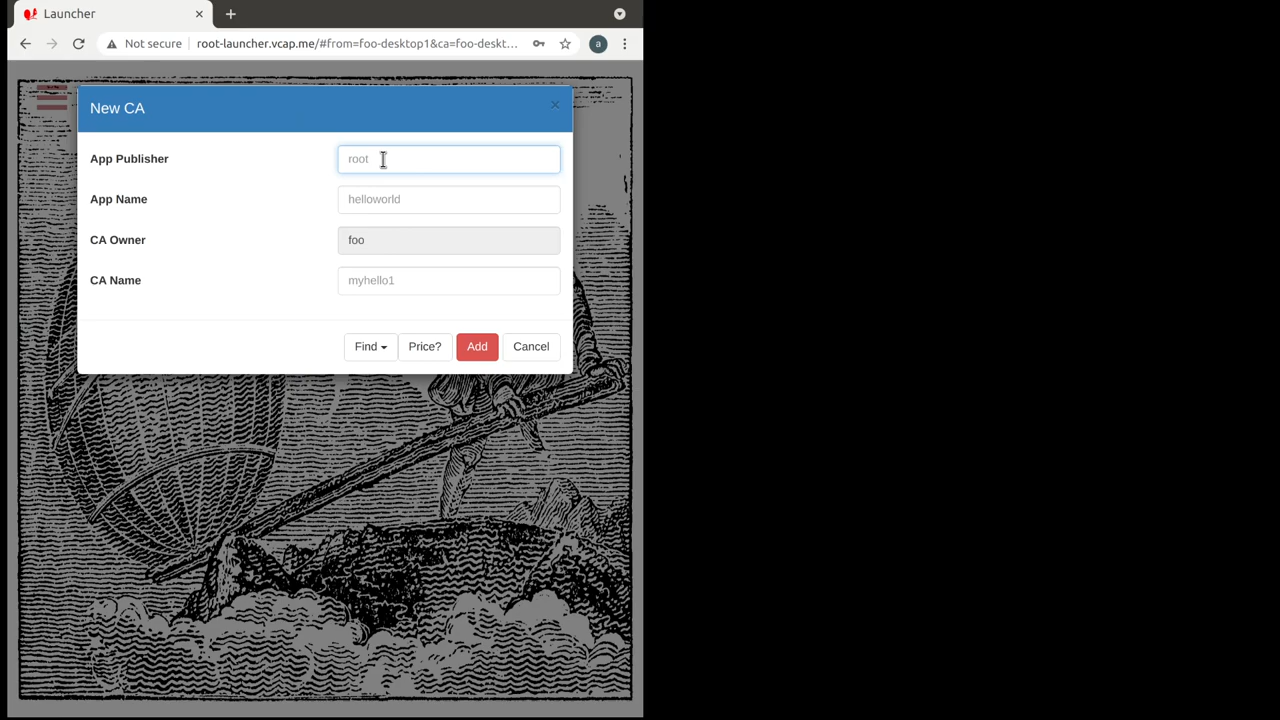 Launcher
Not secure root-launcher.vcap.me/#from=foo-desktop1&ca=foo-deskt... a
New CA ×
App Publisher root
App Name helloworld
CA Owner foo
CA Name myhello1
Find Price? Add Cancel